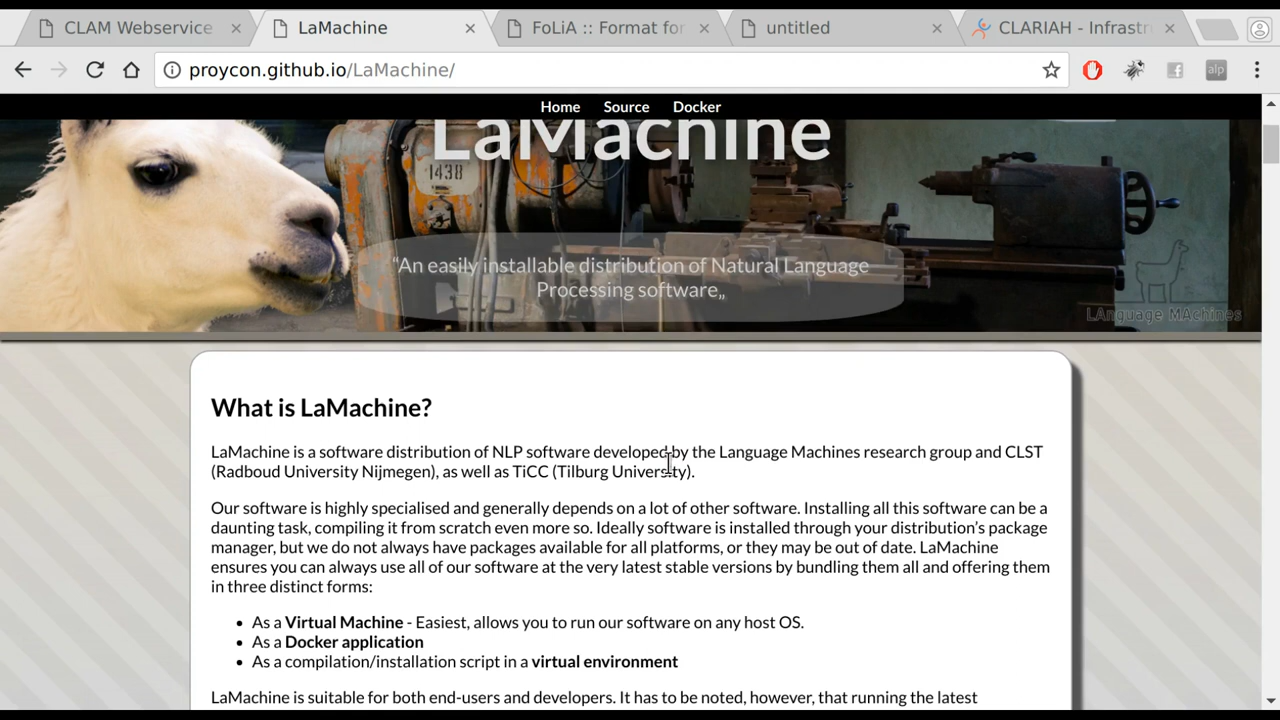 CLAM Webservice
LaMachine
FoLiA :: Format for
untitled
CLARIAH - Infrastr
proycon.github.io/LaMachine/
alp
Home Source Docker
LaMachine
1438
“An easily installable distribution of Natural Language
Processing software„
LAnguage MAchines
What is LaMachine?
LaMachine is a software distribution of NLP software developed by the Language Machines research group and CLST
(Radboud University Nijmegen), as well as TiCC (Tilburg University).
Our software is highly specialised and generally depends on a lot of other software. Installing all this software can be a
daunting task, compiling it from scratch even more so. Ideally software is installed through your distribution’s package
manager, but we do not always have packages available for all platforms, or they may be out of date. LaMachine
ensures you can always use all of our software at the very latest stable versions by bundling them all and offering them
in three distinct forms:
• As a Virtual Machine - Easiest, allows you to run our software on any host OS.
• As a Docker application
• As a compilation/installation script in a virtual environment
LaMachine is suitable for both end-users and developers. It has to be noted, however, that running the latest